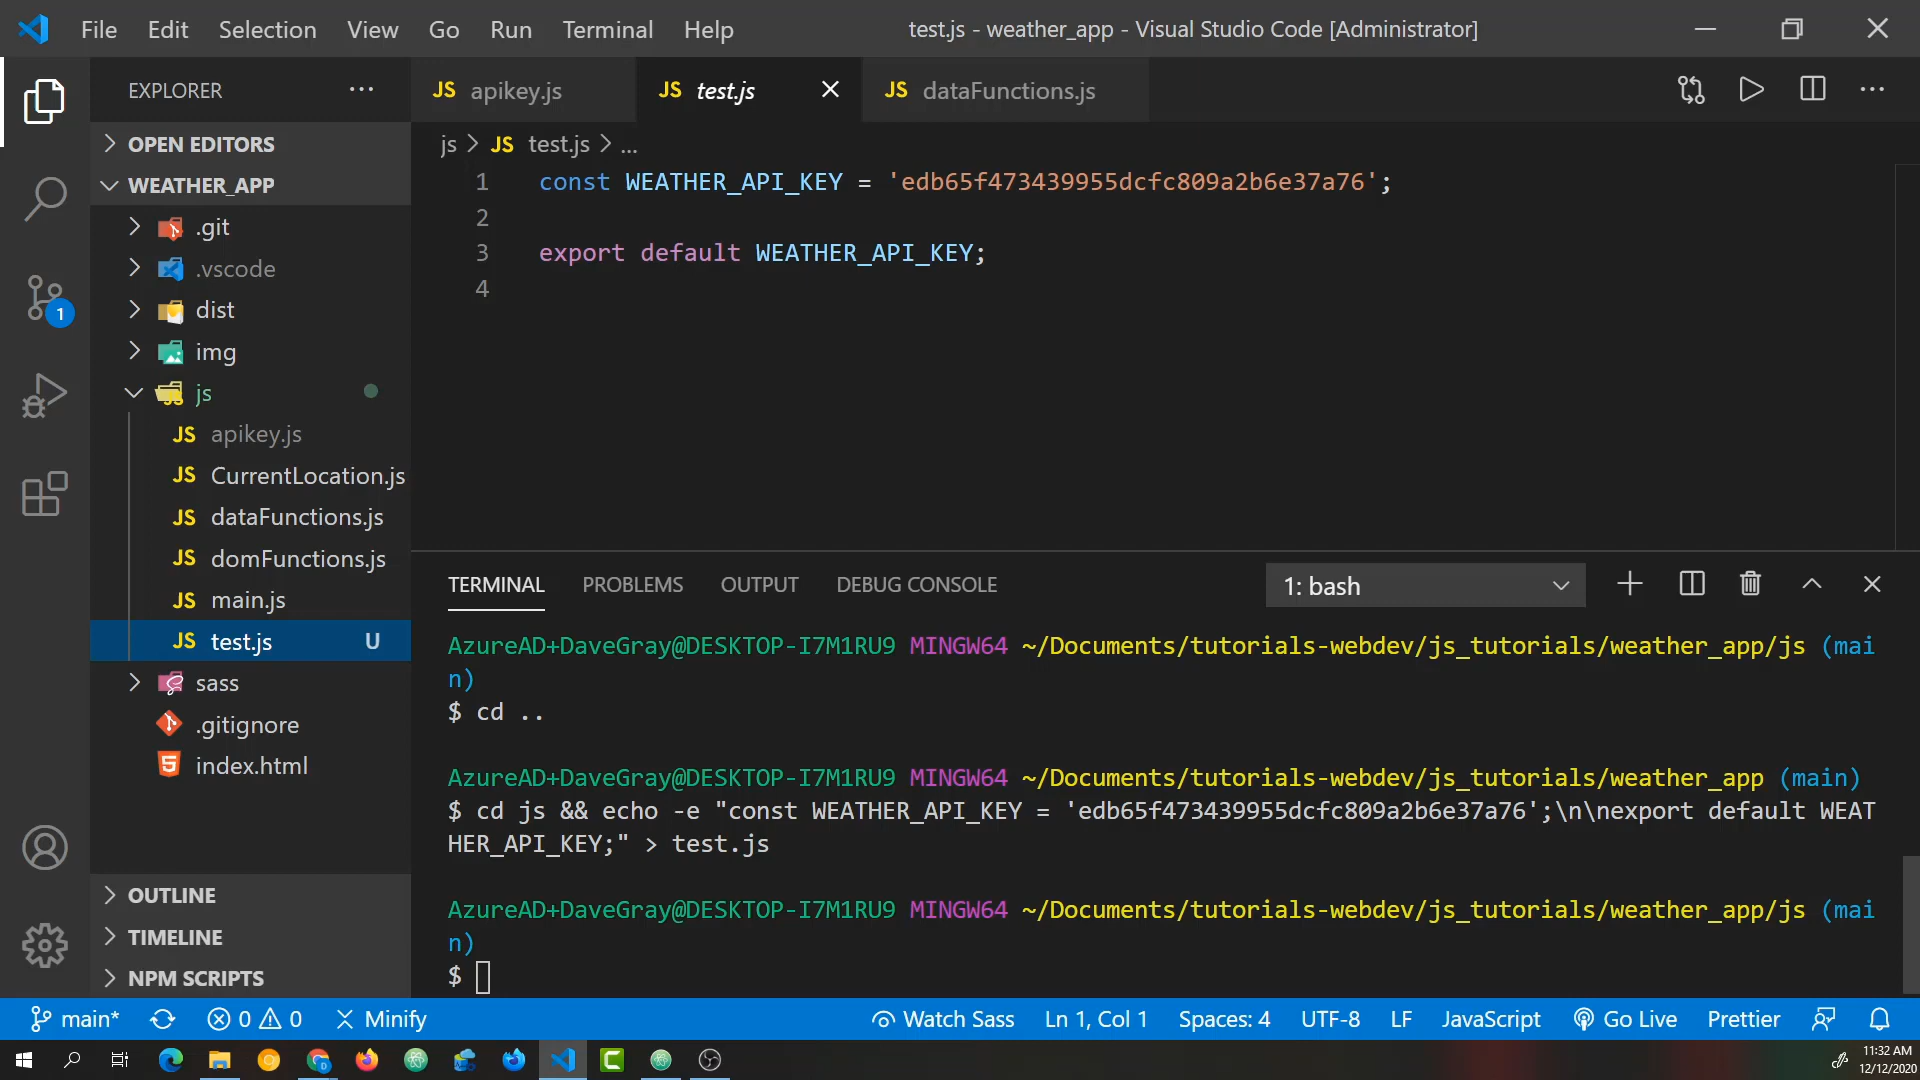 File Edit Selection View Go Run Terminal Help
test.js - weather_app - Visual Studio Code [Administrator]
EXPLORER
OPEN EDITORS
WEATHER_APP
.git
.vscode
dist
img
js
JS apikey.js
JS CurrentLocation.js
JS dataFunctions.js
JS domFunctions.js
JS main.js
JS test.js U
sass
.gitignore
index.html
OUTLINE
TIMELINE
NPM SCRIPTS
1
JS apikey.js JS test.js JS dataFunctions.js
js > JS test.js > ...
1 const WEATHER_API_KEY = 'edb65f473439955dcfc809a2b6e37a76';
2
3 export default WEATHER_API_KEY;
4
TERMINAL PROBLEMS OUTPUT DEBUG CONSOLE 1: bash
AzureAD+DaveGray@DESKTOP-I7M1RU9 MINGW64 ~/Documents/tutorials-webdev/js_tutorials/weather_app/js (mai
n)
$ cd ..
AzureAD+DaveGray@DESKTOP-I7M1RU9 MINGW64 ~/Documents/tutorials-webdev/js_tutorials/weather_app (main)
$ cd js && echo -e "const WEATHER_API_KEY = 'edb65f473439955dcfc809a2b6e37a76';\n\nexport default WEAT
HER_API_KEY;" > test.js
AzureAD+DaveGray@DESKTOP-I7M1RU9 MINGW64 ~/Documents/tutorials-webdev/js_tutorials/weather_app/js (mai
n)
$
main* 0 0 Minify Watch Sass Ln 1, Col 1 Spaces: 4 UTF-8 LF JavaScript Go Live Prettier
11:32 AM
12/12/2020